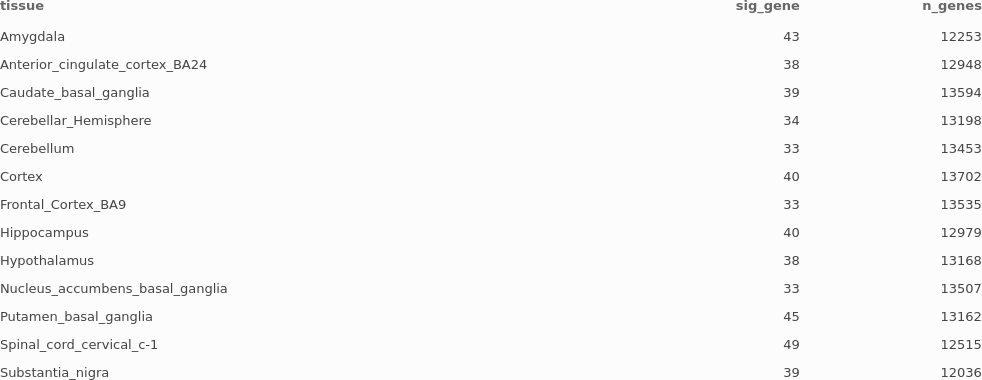 tissue sig_gene n_genes
Amygdala 43 12253
Anterior_cingulate_cortex_BA24 38 12948
Caudate_basal_ganglia 39 13594
Cerebellar_Hemisphere 34 13198
Cerebellum 33 13453
Cortex 40 13702
Frontal_Cortex_BA9 33 13535
Hippocampus 40 12979
Hypothalamus 38 13168
Nucleus_accumbens_basal_ganglia 33 13507
Putamen_basal_ganglia 45 13162
Spinal_cord_cervical_c-1 49 12515
Substantia_nigra 39 12036